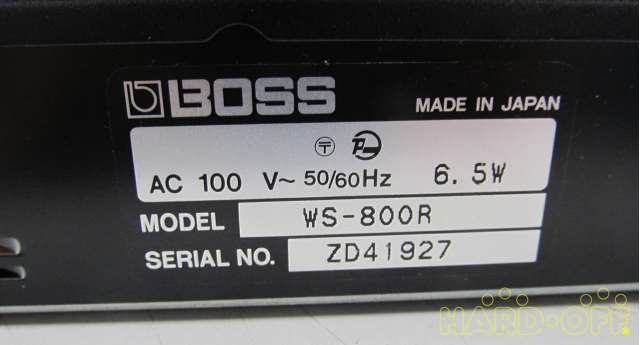 BOSS
MADE IN JAPAN
〒
AC 100 V~ 50/60Hz 6.5W
MODEL WS-800R
SERIAL NO. ZD41927
HARD-OFF